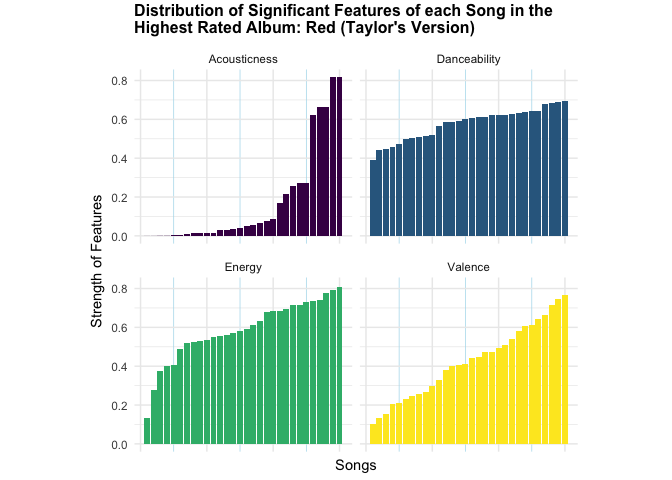 Distribution of Significant Features of each Song in the
Highest Rated Album: Red (Taylor's Version)
Acousticness
Danceability
0.8
0.6
0.4
0.2
0.0
Energy
Valence
0.8
0.6
0.4
0.2
0.0
Strength of Features
Songs